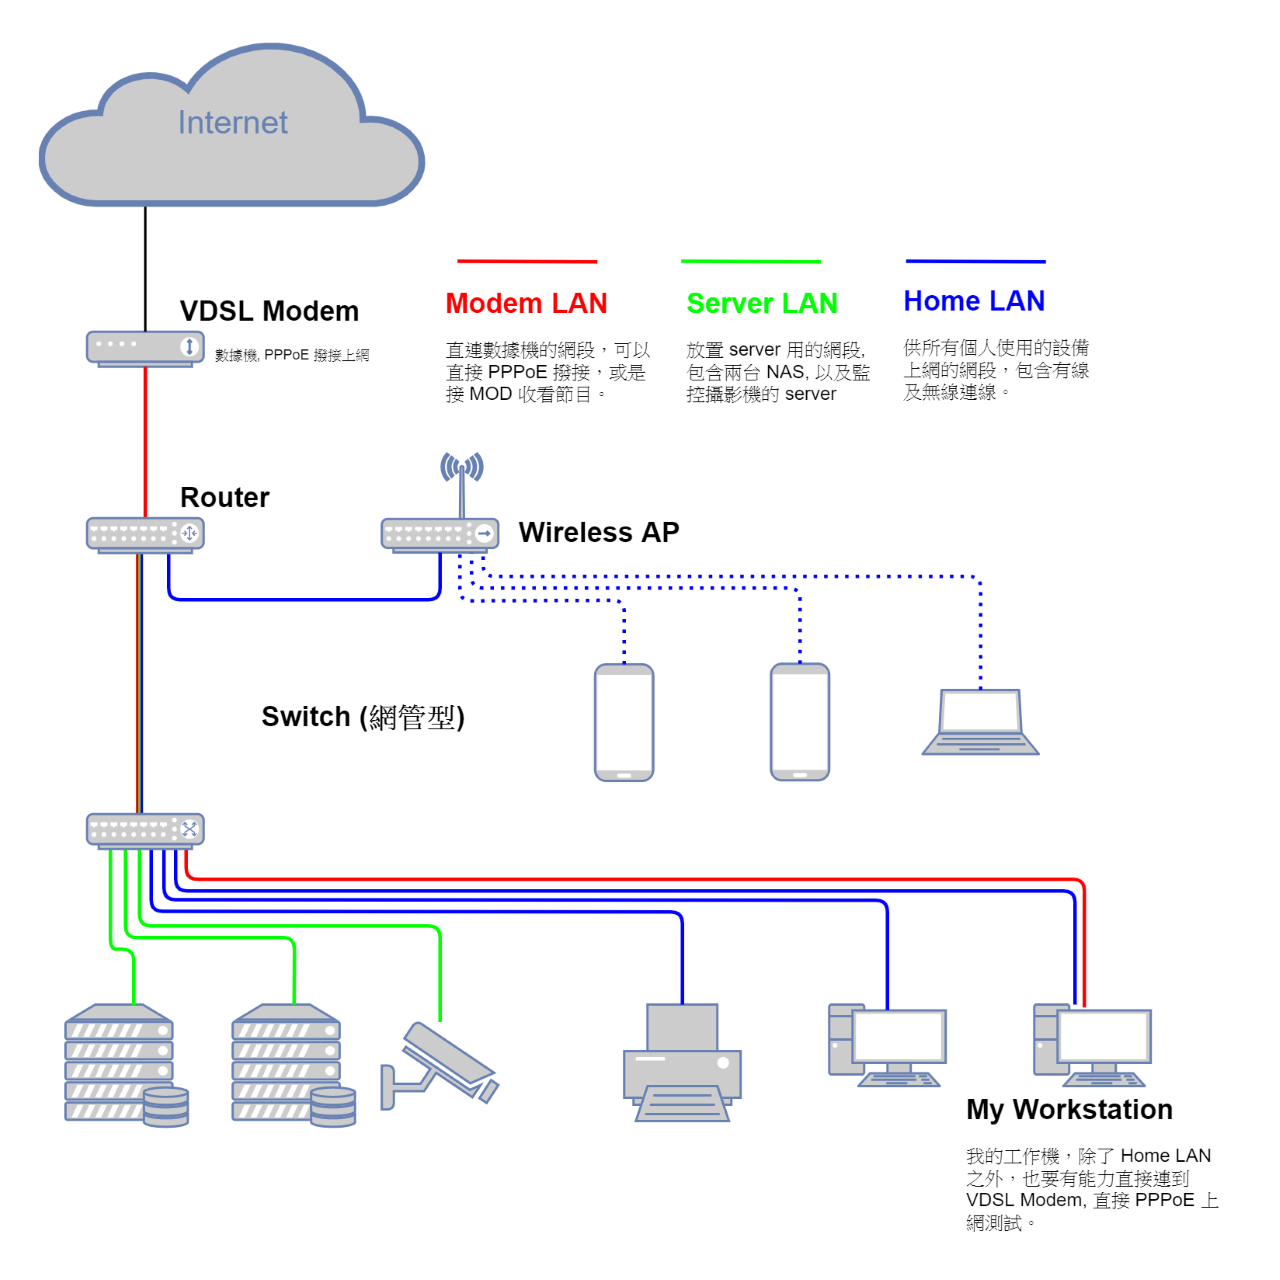 Internet
VDSL Modem
數據機, PPPoE 撥接上網
Modem LAN
直連數據機的網段，可以
直接 PPPoE 撥接，或是
接 MOD 收看節目。
Server LAN
放置 server 用的網段,
包含兩台 NAS, 以及監
控攝影機的 server
Home LAN
供所有個人使用的設備
上網的網段，包含有線
及無線連線。
Router
Wireless AP
Switch (網管型)
My Workstation
我的工作機，除了 Home LAN
之外，也要有能力直接連到
VDSL Modem, 直接 PPPoE 上
網測試。